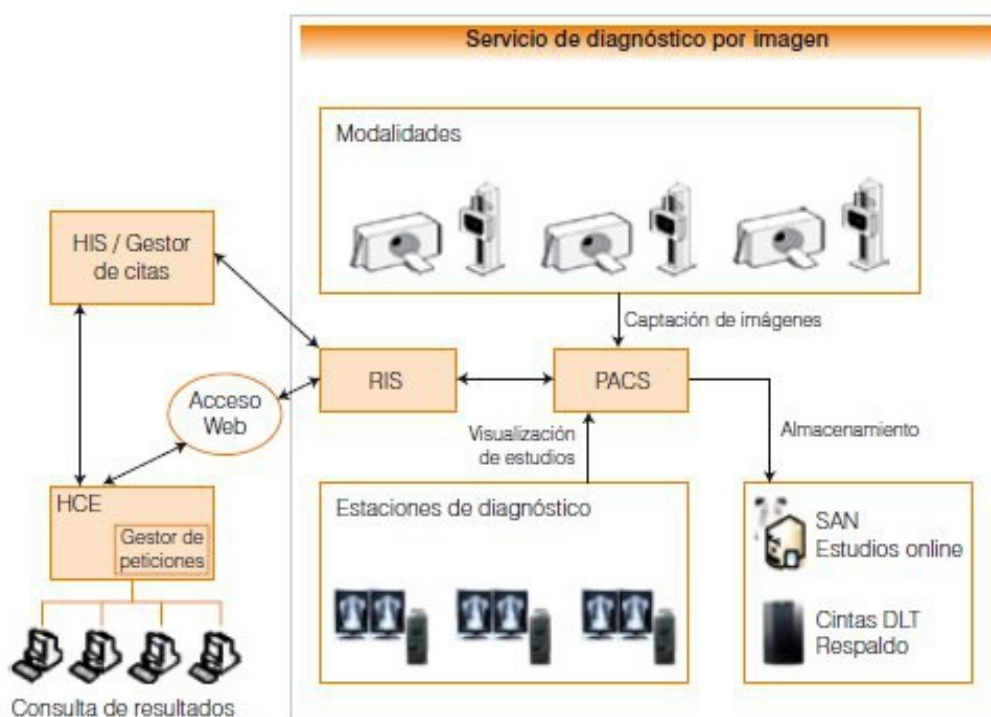 Servicio de diagnóstico por imagen
Modalidades
HIS / Gestor
de citas
Captación de imágenes
RIS
PACS
Acceso
Web
Visualización
de estudios
Almacenamiento
HCE
Gestor de
peticiones
Estaciones de diagnóstico
SAN
Estudios online
Cintas DLT
Respaldo
Consulta de resultados